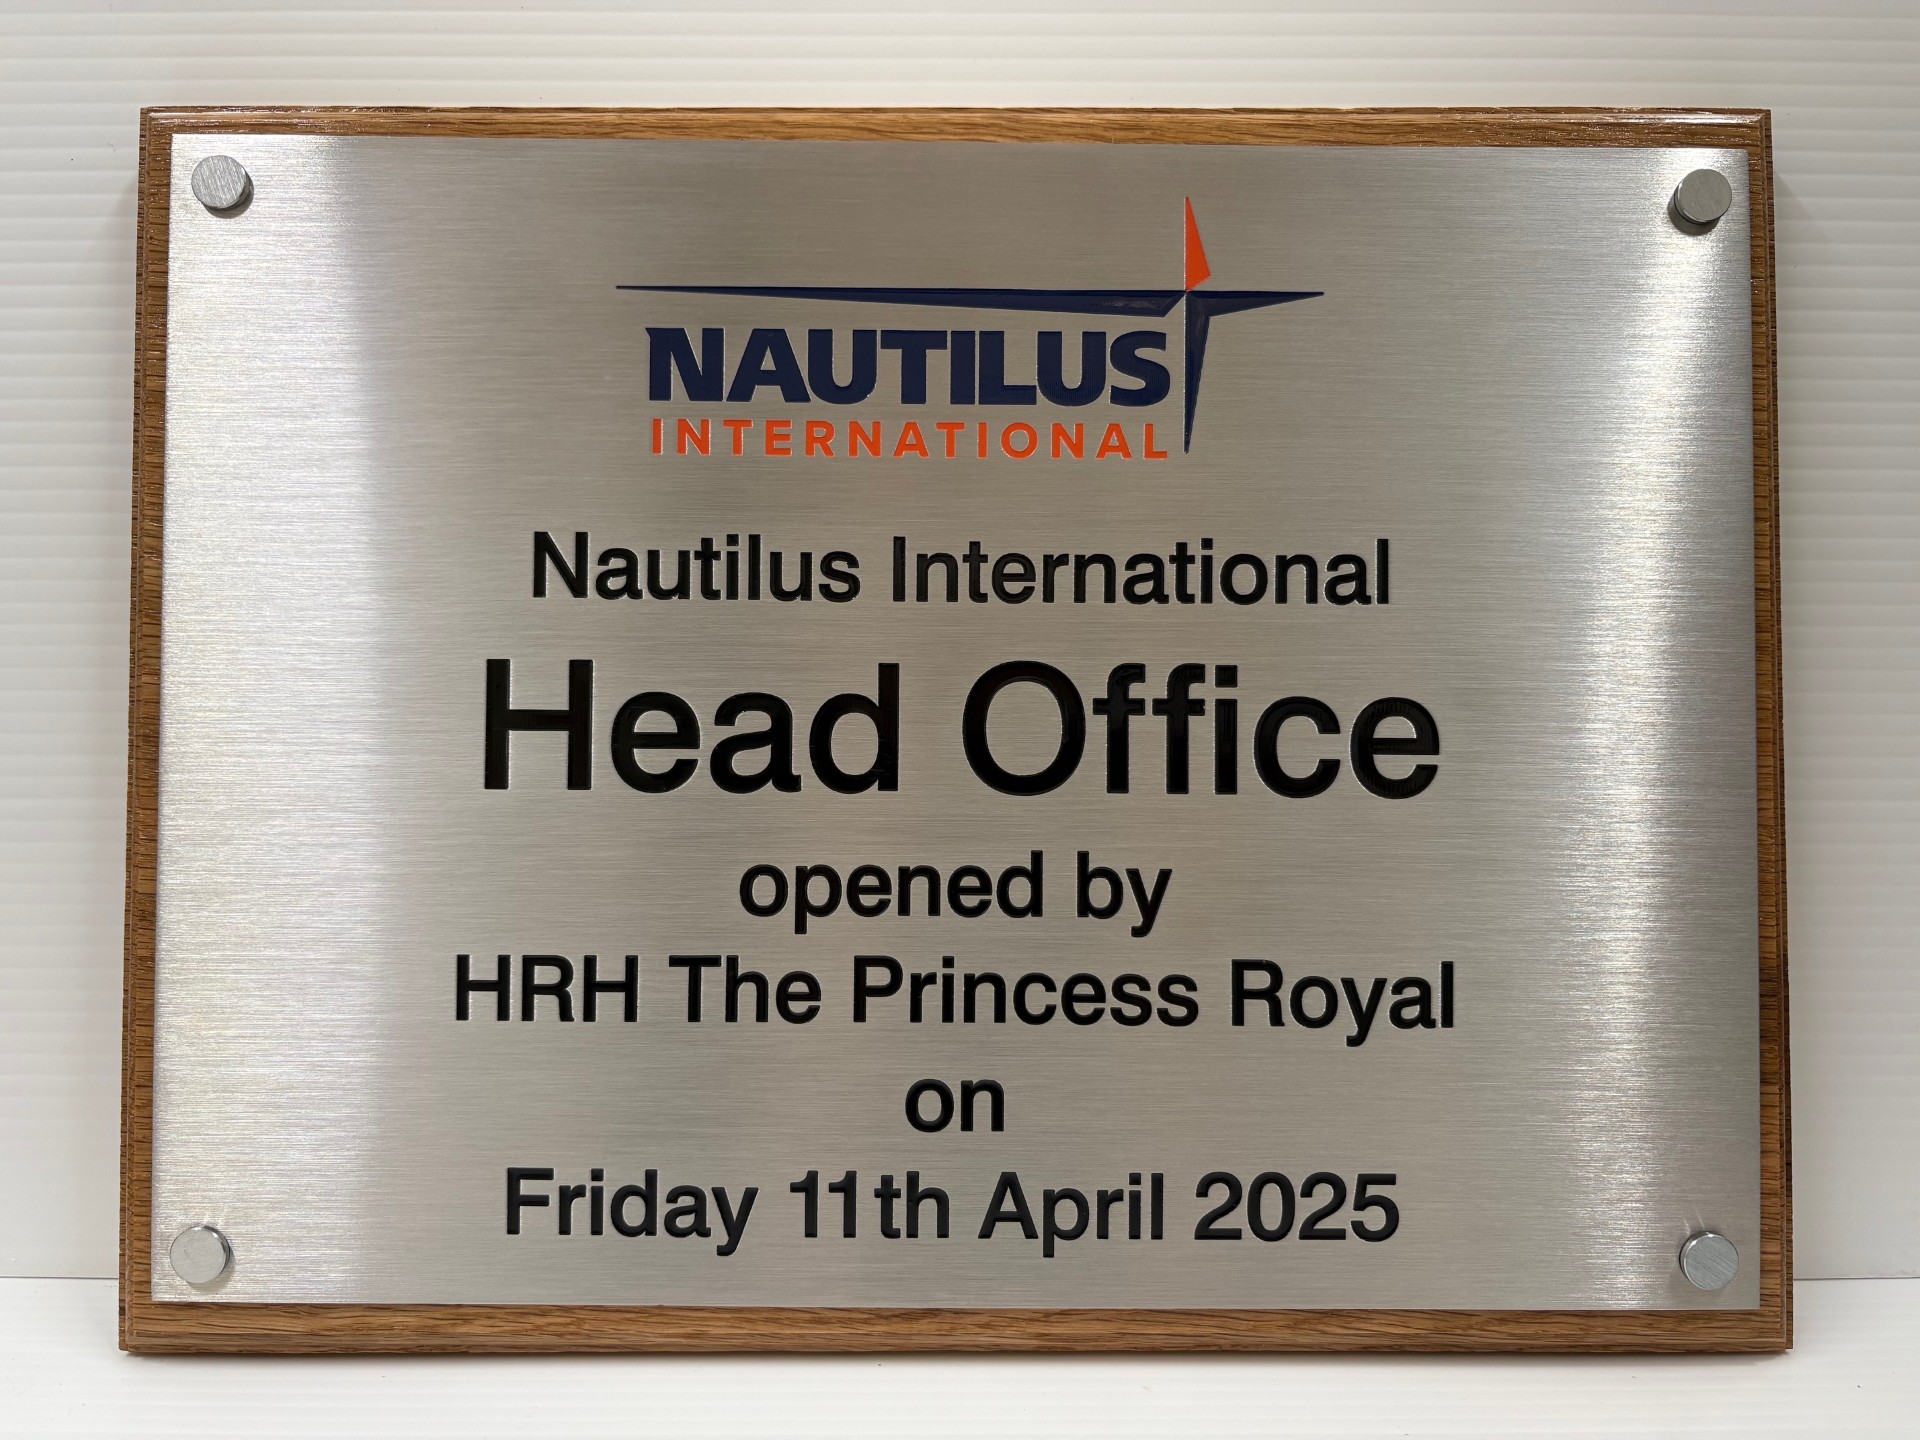 NAUTILUS
INTERNATIONAL
Nautilus International
Head Office
opened by
HRH The Princess Royal
on
Friday 11th April 2025